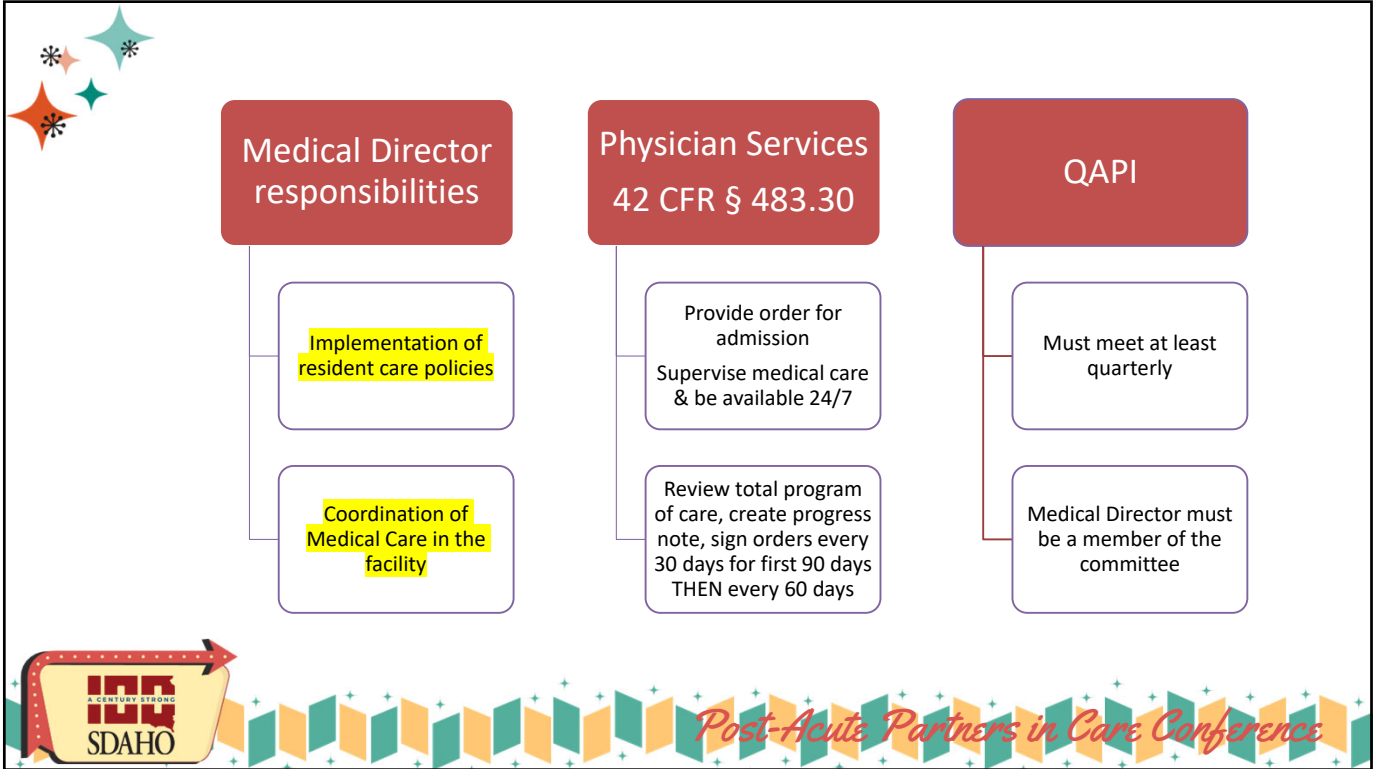 Medical Director
responsibilities
Implementation of
resident care policies
Coordination of
Medical Care in the
facility
Physician Services
42 CFR § 483.30
Provide order for
admission
Supervise medical care
& be available 24/7
Review total program
of care, create progress
note, sign orders every
30 days for first 90 days
THEN every 60 days
QAPI
Must meet at least
quarterly
Medical Director must
be a member of the
committee
100
A CENTURY STRONG
SDAHO
Post-Acute Partners in Care Conference